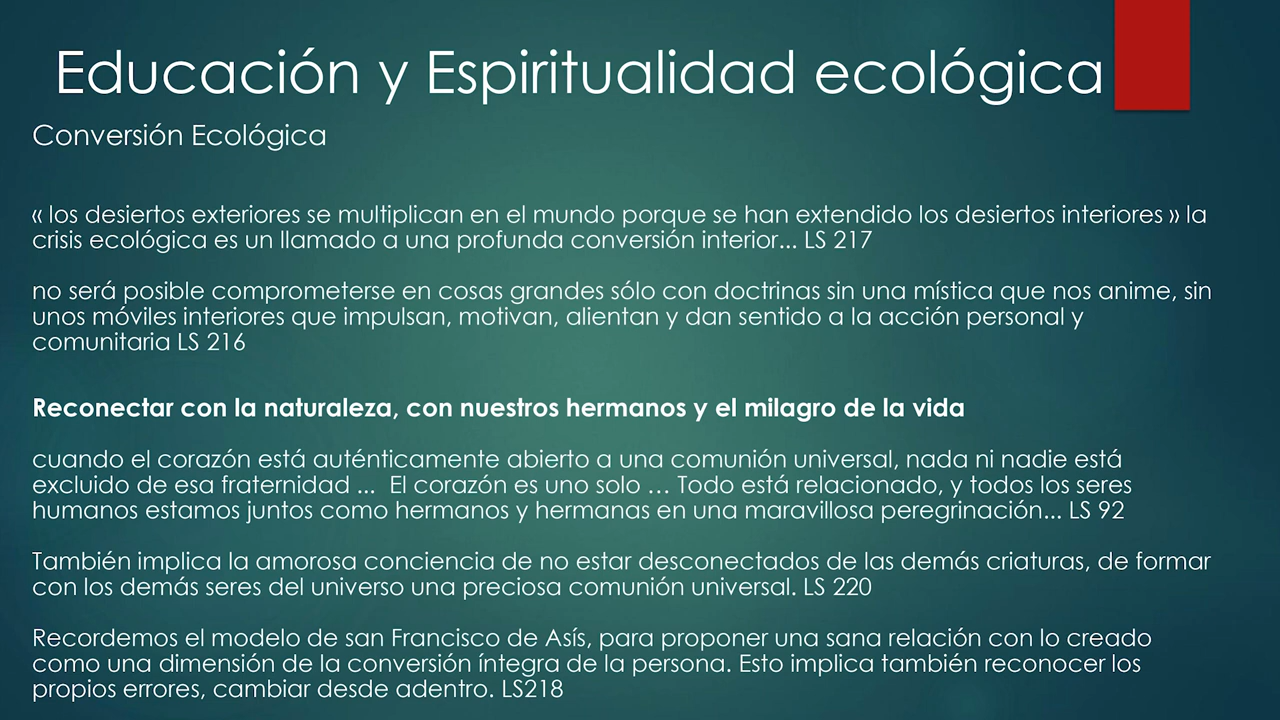 Educación y Espiritualidad ecológica
Conversión Ecológica
« los desiertos exteriores se multiplican en el mundo porque se han extendido los desiertos interiores » la
crisis ecológica es un llamado a una profunda conversión interior... LS 217
no será posible comprometerse en cosas grandes sólo con doctrinas sin una mística que nos anime, sin
unos móviles interiores que impulsan, motivan, alientan y dan sentido a la acción personal y
comunitaria LS 216
Reconectar con la naturaleza, con nuestros hermanos y el milagro de la vida
cuando el corazón está auténticamente abierto a una comunión universal, nada ni nadie está
excluido de esa fraternidad ...  El corazón es uno solo … Todo está relacionado, y todos los seres
humanos estamos juntos como hermanos y hermanas en una maravillosa peregrinación... LS 92
También implica la amorosa conciencia de no estar desconectados de las demás criaturas, de formar
con los demás seres del universo una preciosa comunión universal. LS 220
Recordemos el modelo de san Francisco de Asís, para proponer una sana relación con lo creado
como una dimensión de la conversión íntegra de la persona. Esto implica también reconocer los
propios errores, cambiar desde adentro. LS218